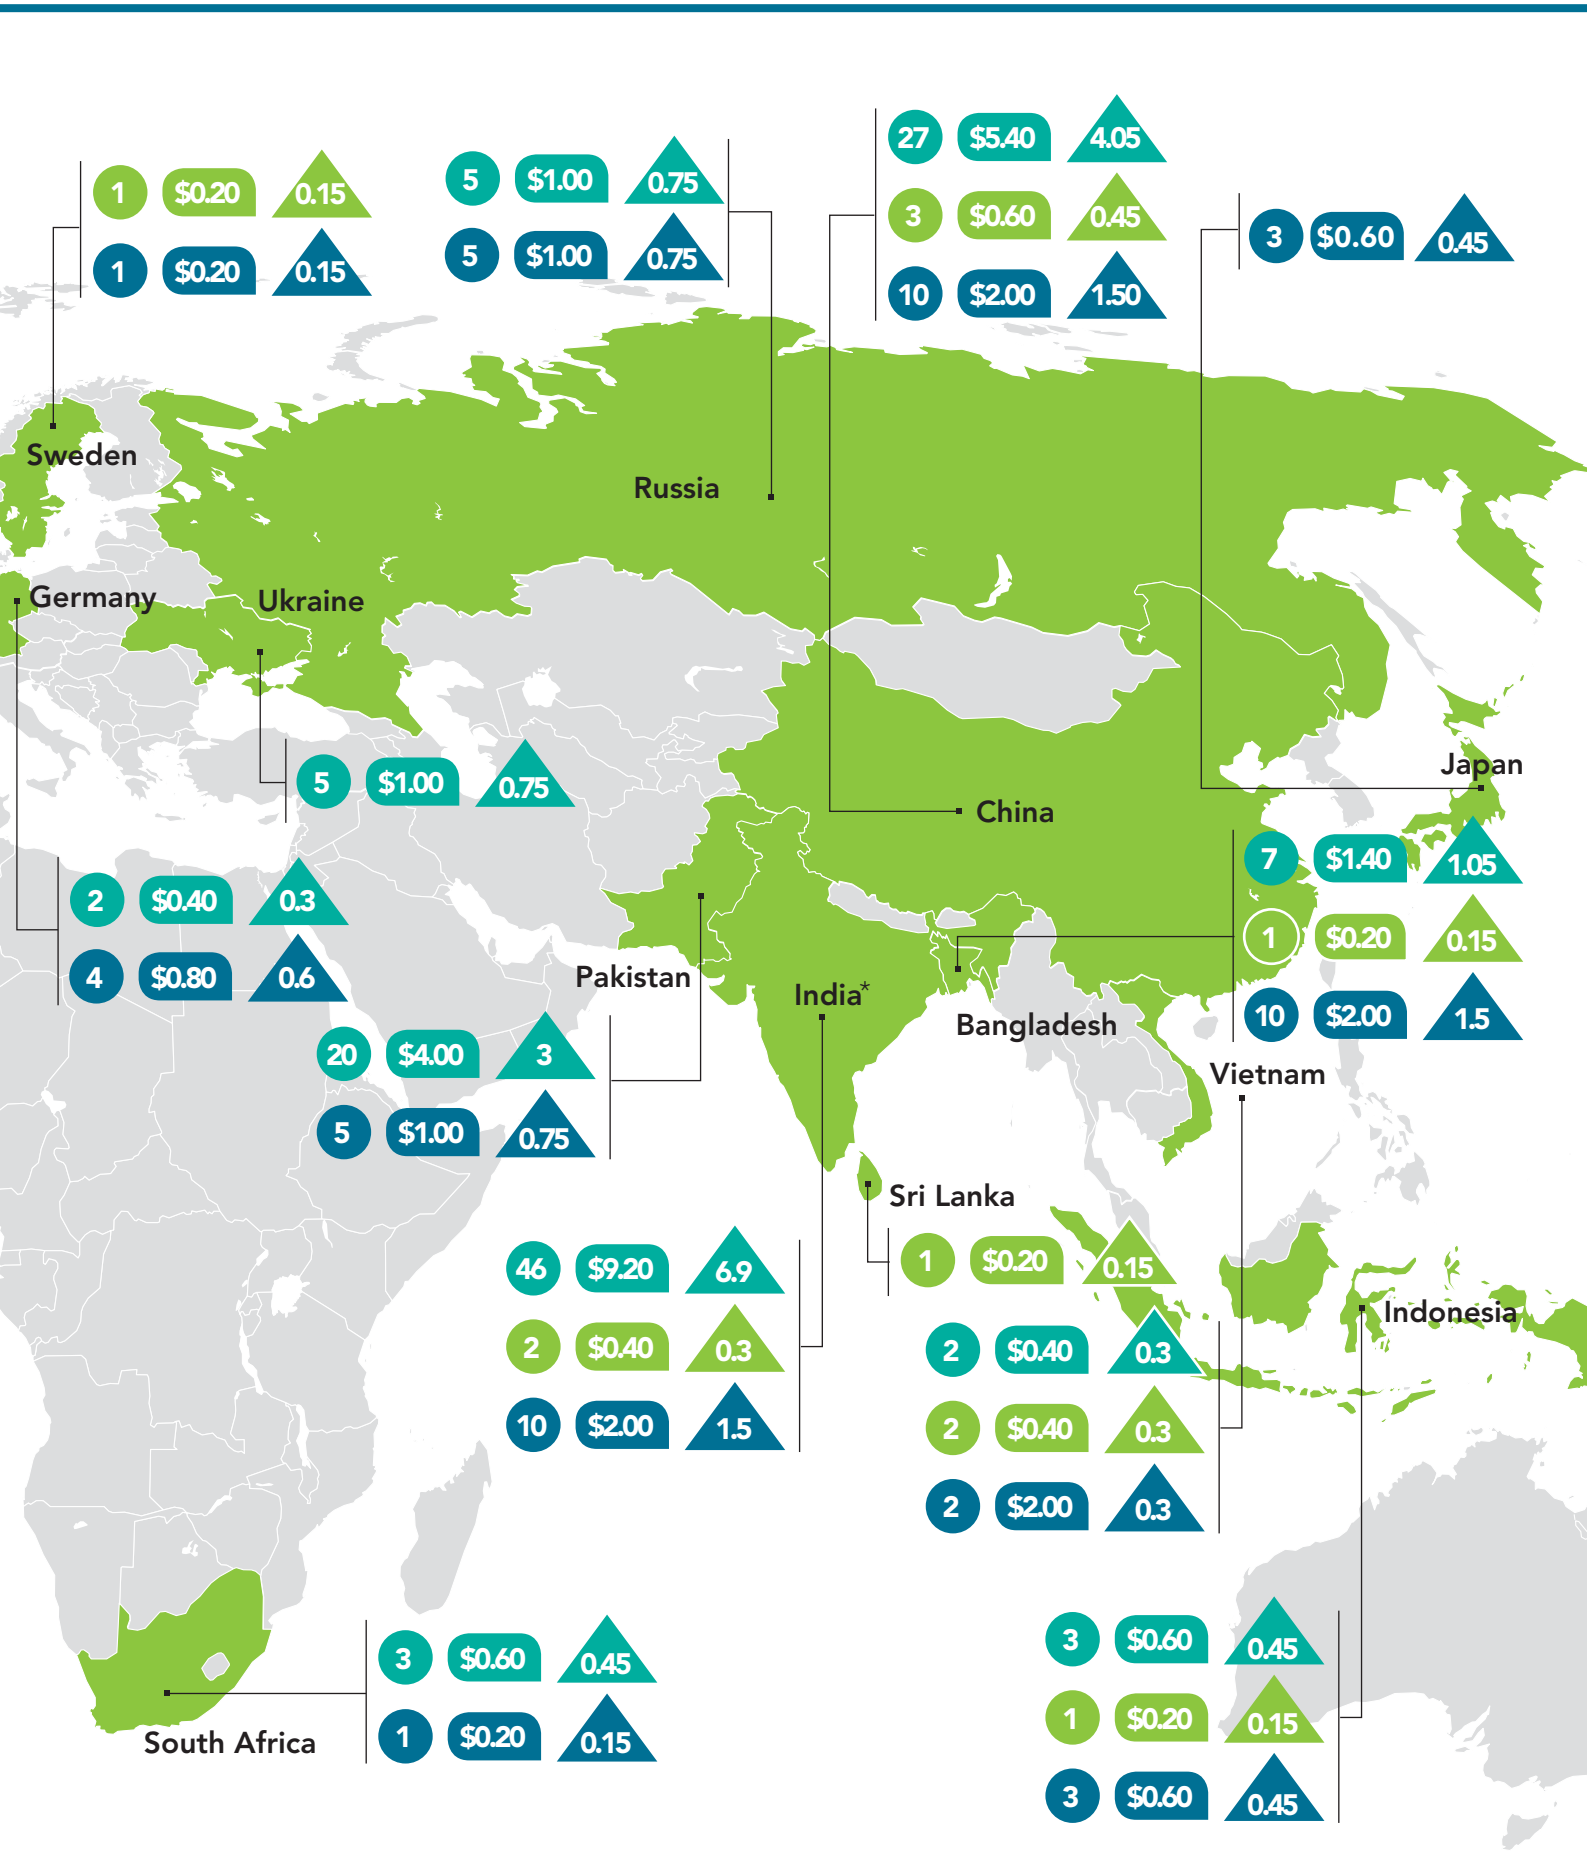 27 $5.40 4.05
3 $0.60 0.45
10 $2.00 1.50
1 $0.20 0.15
1 $0.20 0.15
5 $1.00 0.75
5 $1.00 0.75
3 $0.60 0.45
Sweden
Russia
Germany
Ukraine
Japan
5 $1.00 0.75
China
2 $0.40 0.3
4 $0.80 0.6
7 $1.40 1.05
1 $0.20 0.15
10 $2.00 1.5
Pakistan
India*
Bangladesh
20 $4.00 3
5 $1.00 0.75
Vietnam
Sri Lanka
1 $0.20 0.15
46 $9.20 6.9
2 $0.40 0.3
10 $2.00 1.5
Indonesia
2 $0.40 0.3
2 $0.40 0.3
2 $2.00 0.3
3 $0.60 0.45
1 $0.20 0.15
South Africa
3 $0.60 0.45
1 $0.20 0.15
3 $0.60 0.45